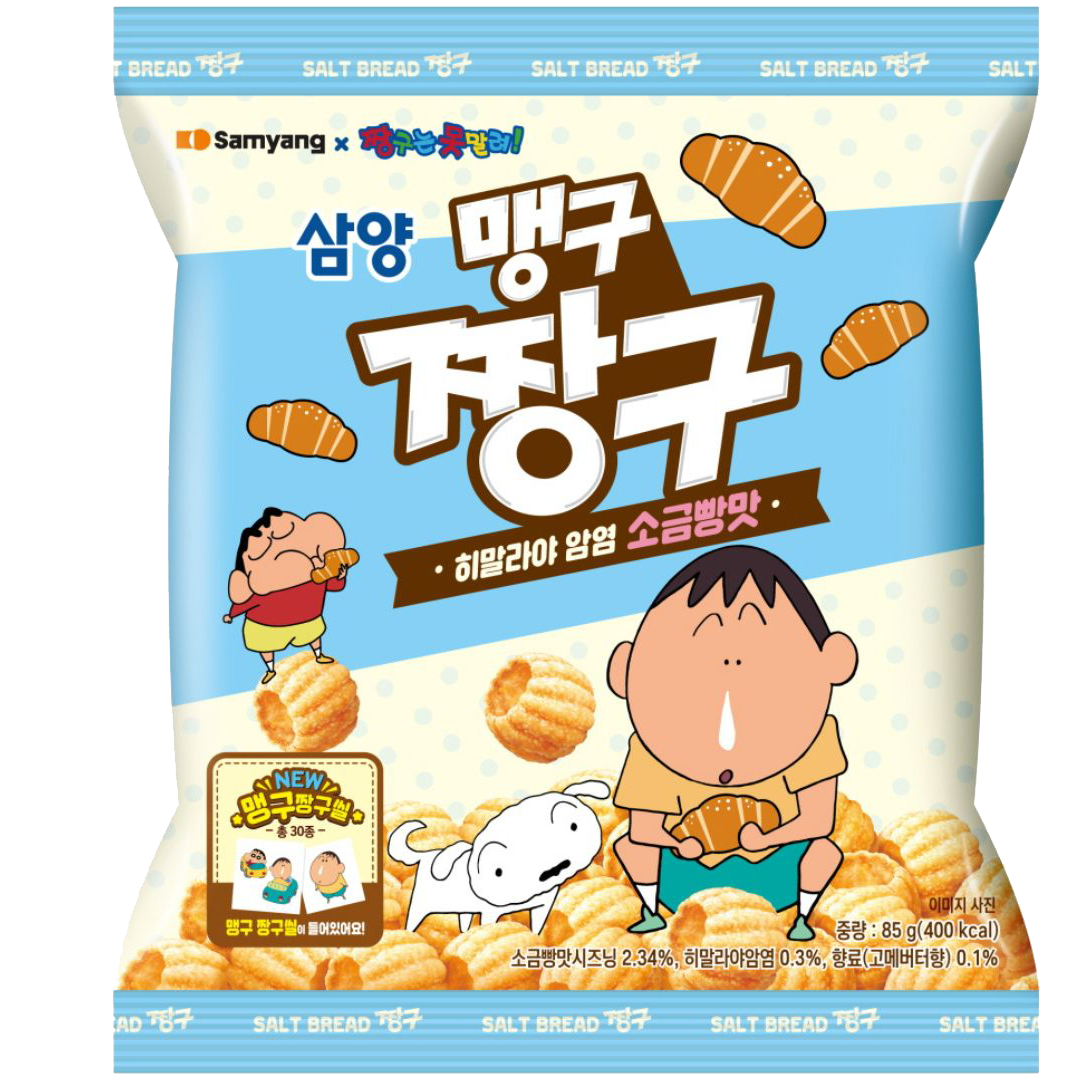 T BREAD 짱구 SALT BREAD 짱구 SALT BREAD 짱구 SALT BREAD 짱구 SALT
Samyang x 짱구는 못말려!
삼양
맹구
짱구
· 히말라야 암염 소금빵맛 ·
NEW
맹구짱구씰
- 총 30종 -
맹구 짱구씰이 들어있어요!
이미지 사진
중량 : 85 g(400 kcal)
소금빵맛시즈닝 2.34%, 히말라야암염 0.3%, 향료(고메버터향) 0.1%
EAD 짱구 SALT BREAD 짱구 SALT BREAD 짱구 SALT BREAD 짱구 SALT BREA